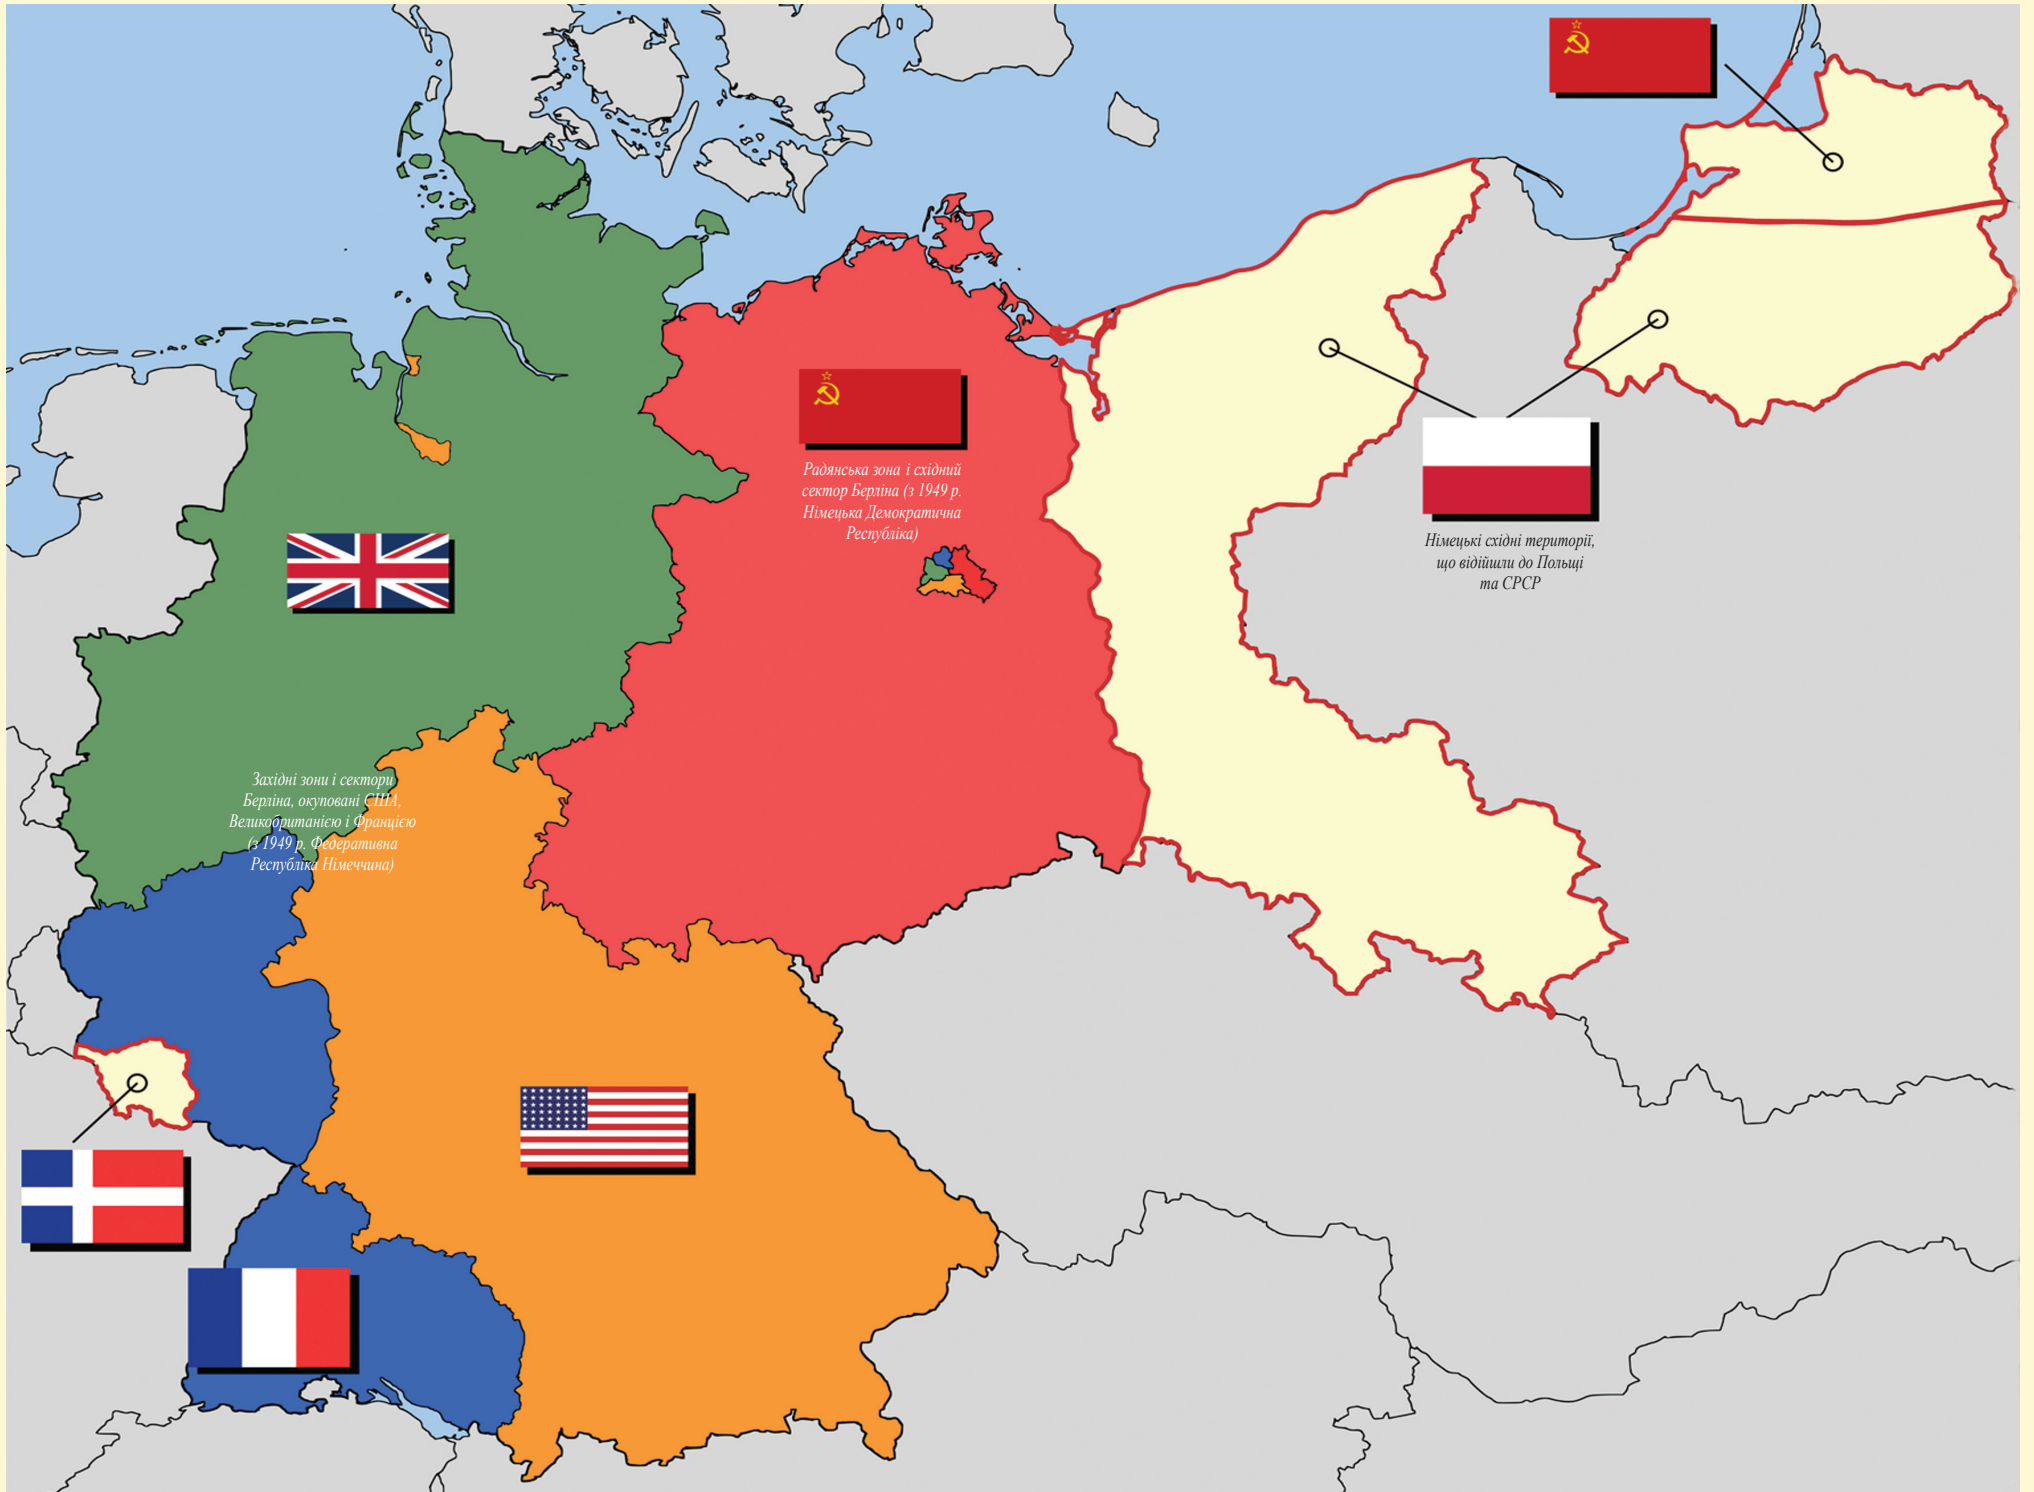 Радянська зона і східний
сектор Берліна (з 1949 р.
Німецька Демократична
Республіка)
Німецькі східні території,
що відійшли до Польщі
та СРСР
Західні зони і сектори
Берліна, окуповані США,
Великобританією і Францією
(з 1949 р. Федеративна
Республіка Німеччина)